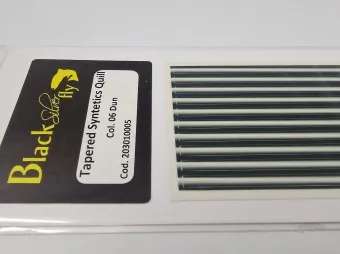 Black Silver fly
Tapered Syntetics Quill
Col. 06 Dun
Cod. 203010005